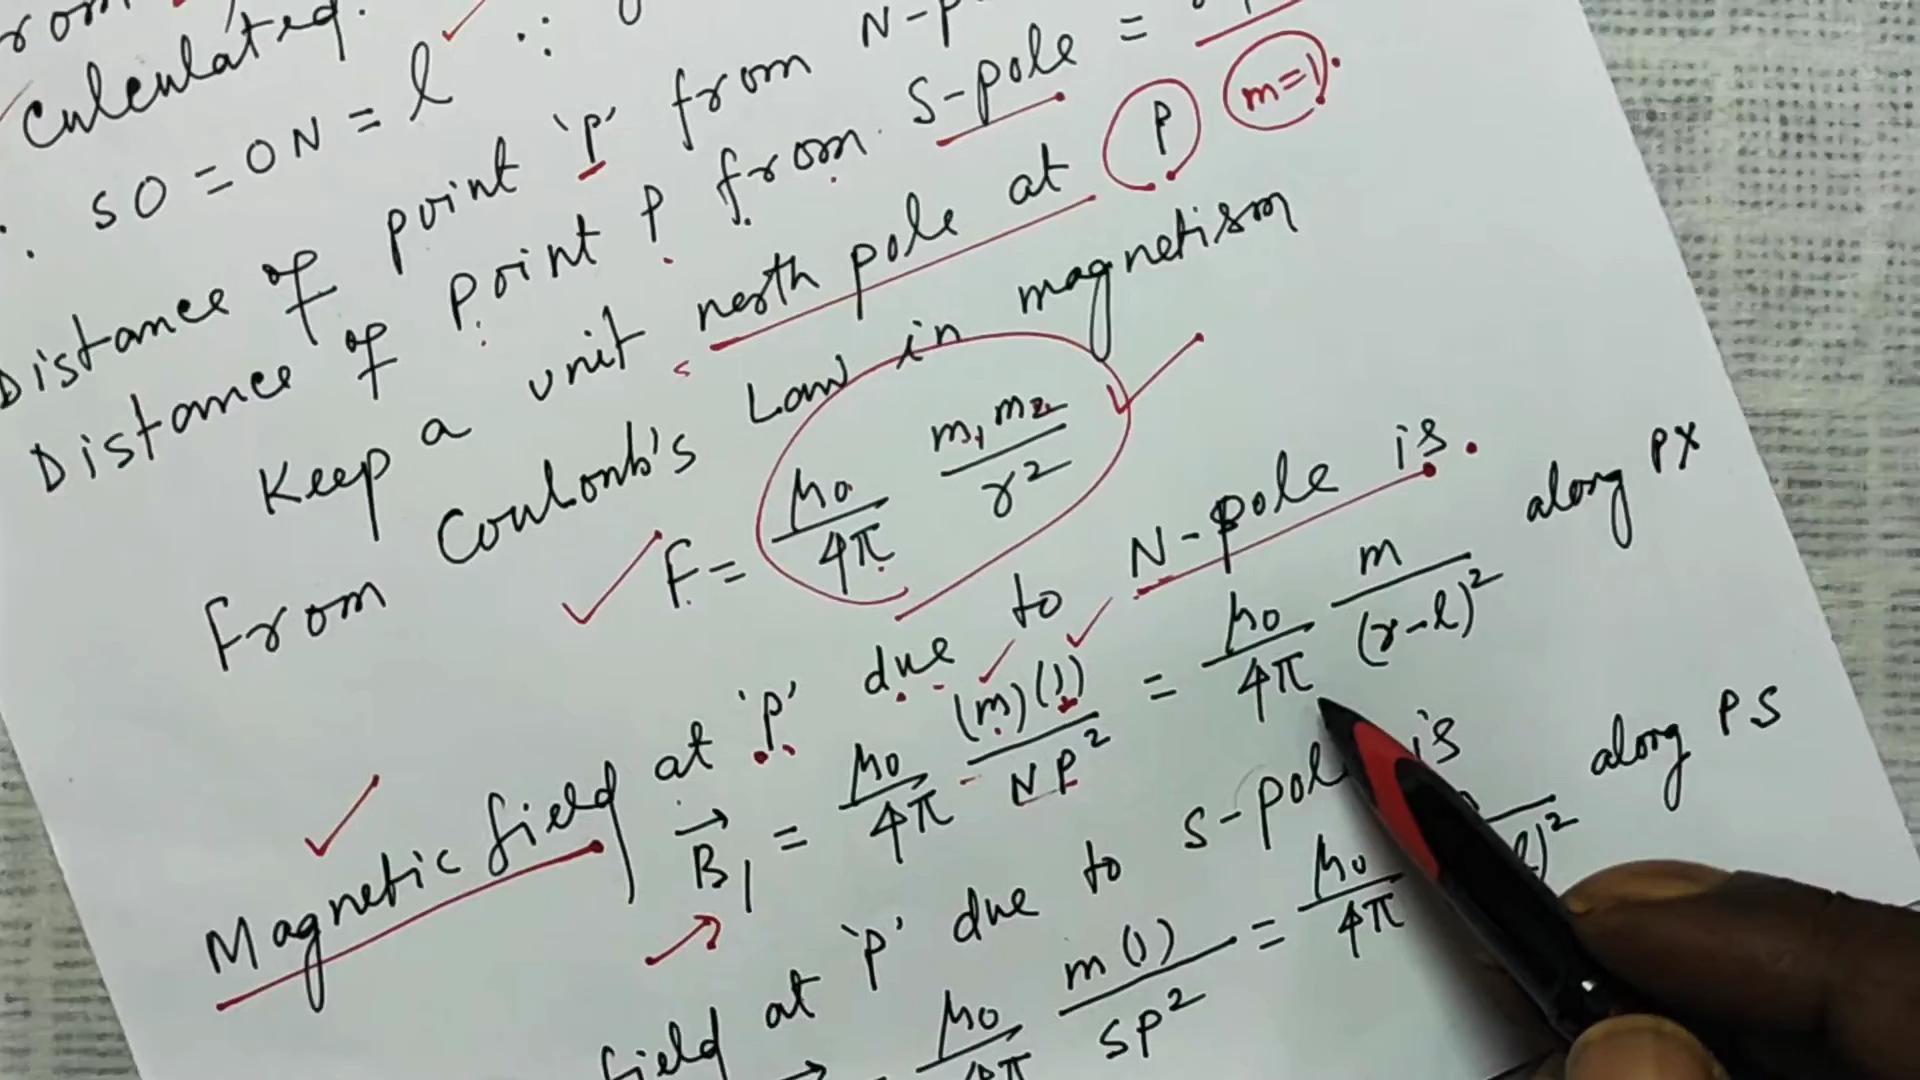 Calculated.
∴ SO = ON = l ∵
Distance of point 'P' from N-P
Distance of point P from S-pole =
Keep a unit north pole at P m=1.
From Coulomb's Law in magnetism
F = μ₀/4π m₁m₂/r²
Magnetic field at 'P' due to N-pole is.
B⃗₁ = μ₀/4π (m)(1)/NP² = μ₀/4π m/(r-l)² along PX
field at 'P' due to S-pole is
μ₀/4π m(1)/SP² = μ₀/4π l)² along PS